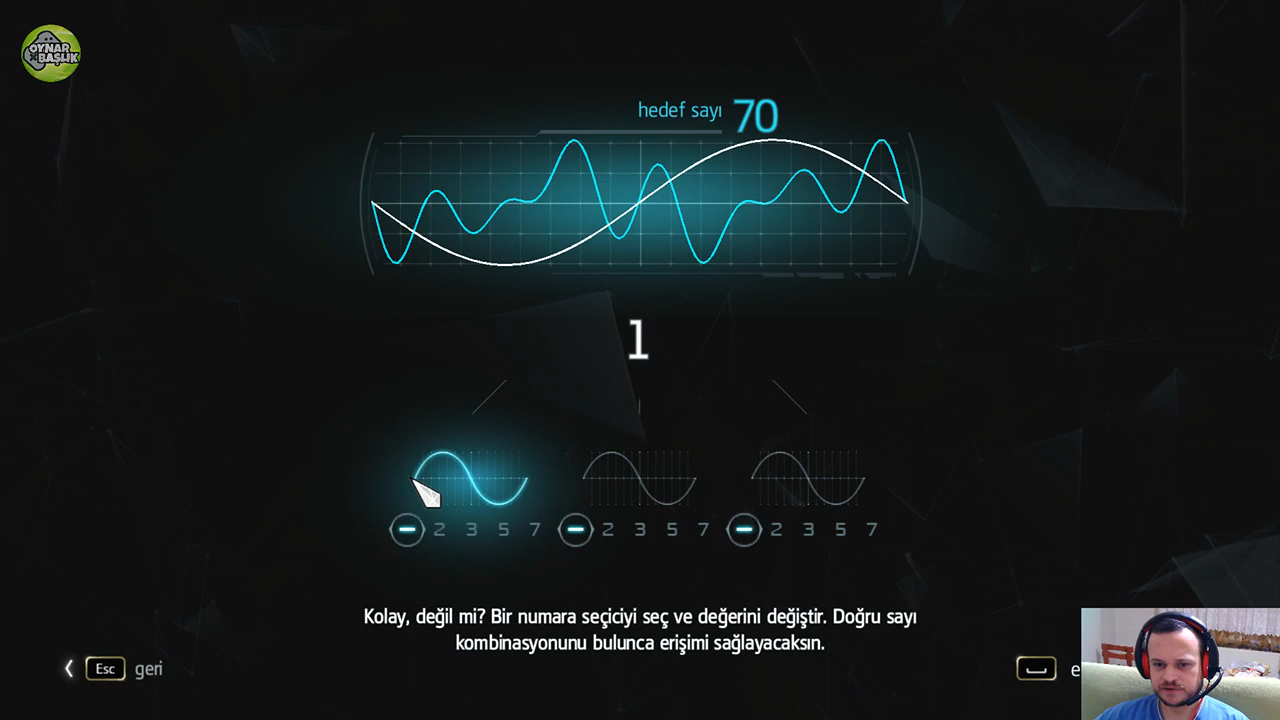 OYNAR
BAŞLIK
hedef sayı 70
1
2 3 5 7 2 3 5 7 2 3 5 7
Kolay, değil mi? Bir numara seçiciyi seç ve değerini değiştir. Doğru sayı
kombinasyonunu bulunca erişimi sağlayacaksın.
Esc geri